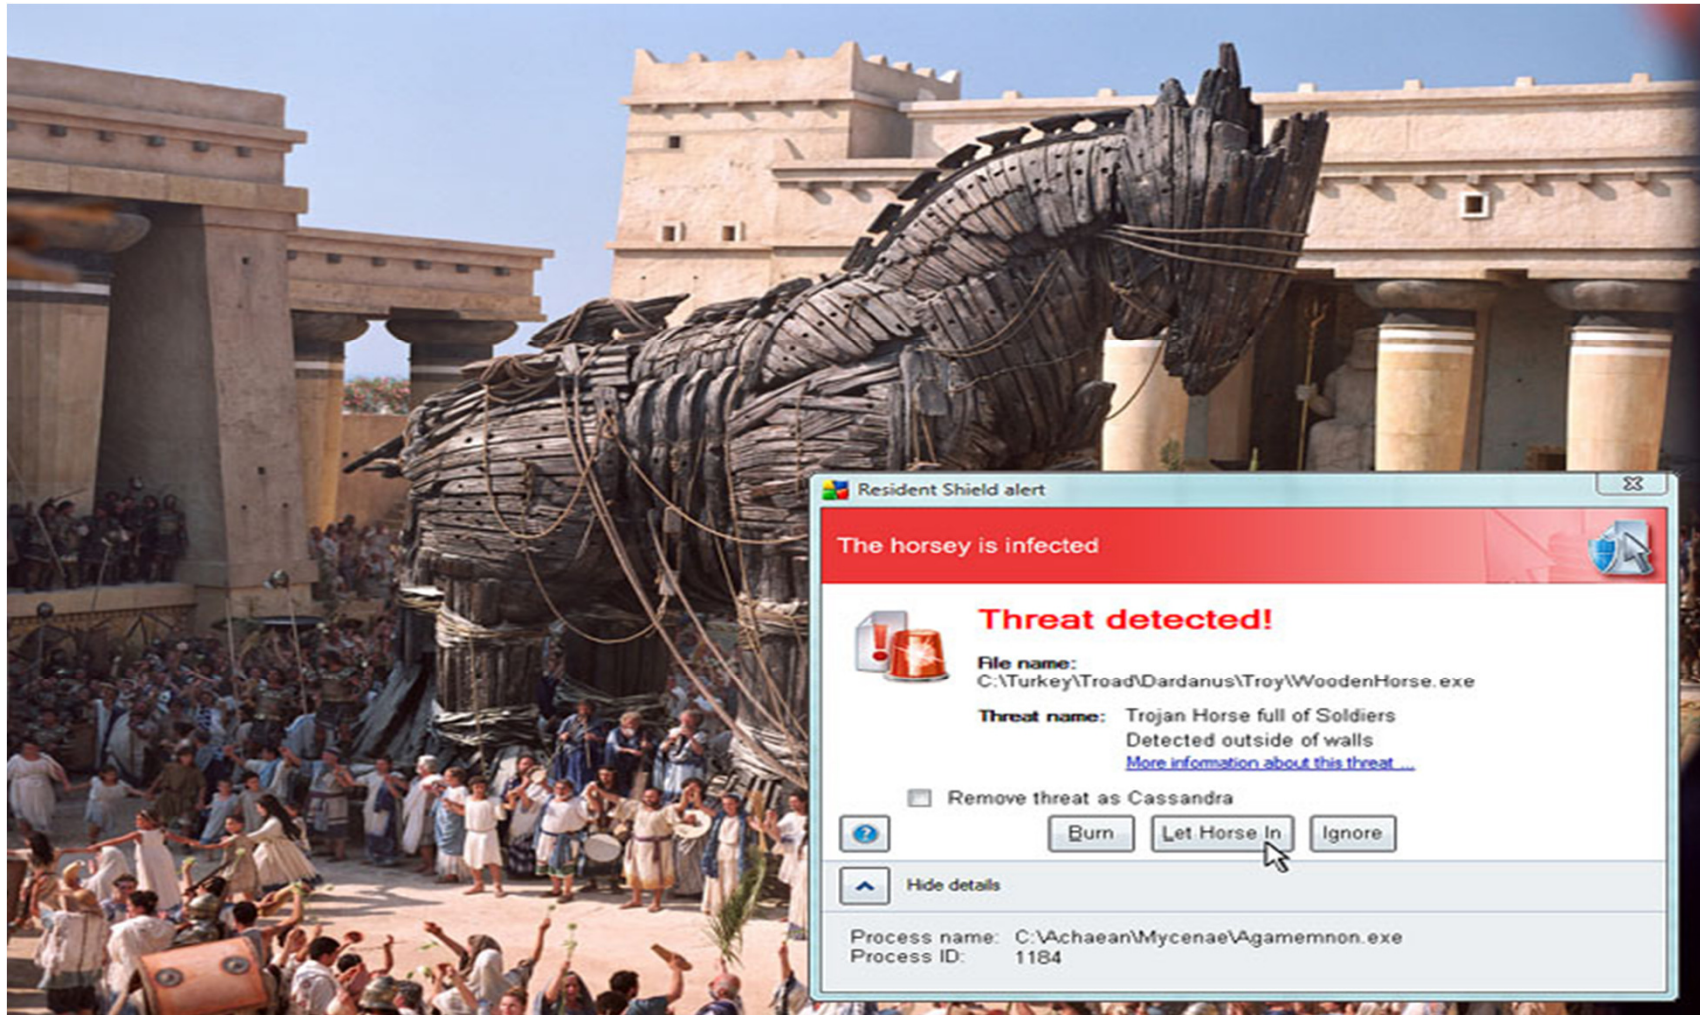 Resident Shield alert
The horsey is infected
Threat detected!
File name:
C:\Turkey\Troad\Dardanus\Troy\WoodenHorse.exe
Threat name: Trojan Horse full of Soldiers
Detected outside of walls
More information about this threat ...
Remove threat as Cassandra
Burn Let Horse In Ignore
Hide details
Process name: C:\Achaean\Mycenae\Agamemnon.exe
Process ID: 1184